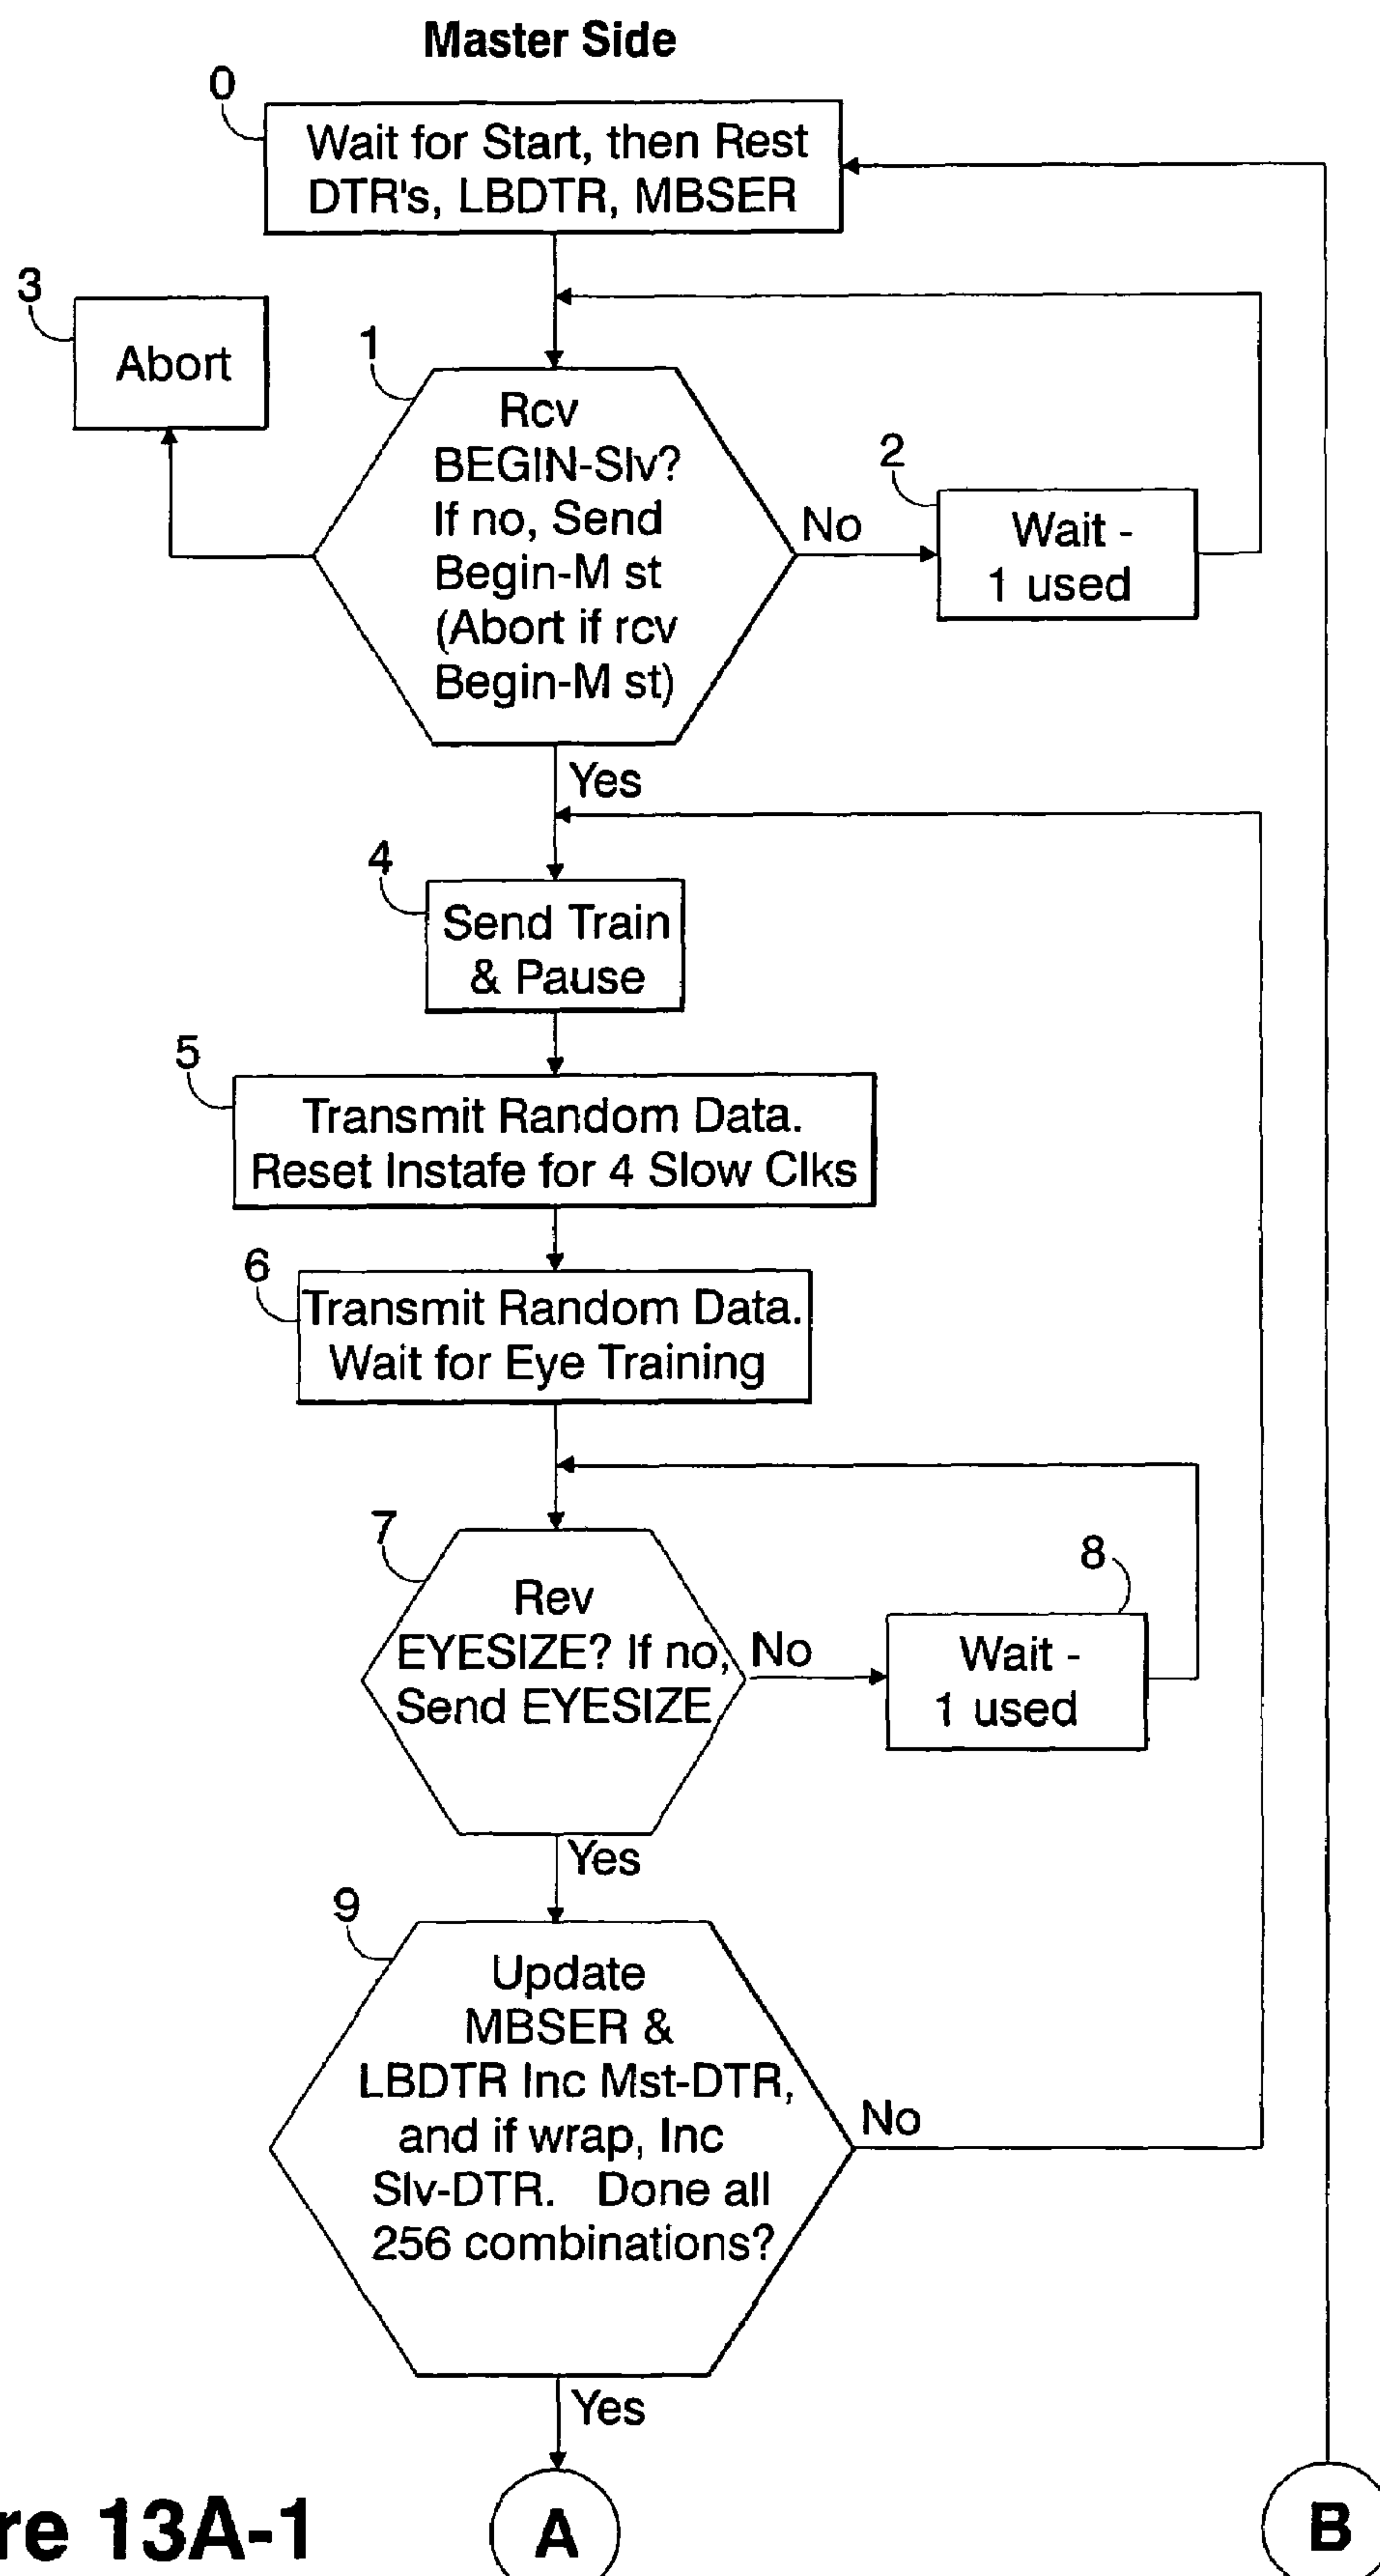 Master Side
0
Wait for Start, then Rest
DTR's, LBDTR, MBSER
3
Abort
1
Rcv
BEGIN-Slv?
If no, Send
Begin-M st
(Abort if rcv
Begin-M st)
No
2
Wait -
1 used
Yes
4
Send Train
& Pause
5
Transmit Random Data.
Reset Instafe for 4 Slow Clks
6
Transmit Random Data.
Wait for Eye Training
7
Rev
EYESIZE? If no,
Send EYESIZE
No
8
Wait -
1 used
Yes
9
Update
MBSER &
LBDTR Inc Mst-DTR,
and if wrap, Inc
Slv-DTR. Done all
256 combinations?
No
Yes
A
B
re 13A-1